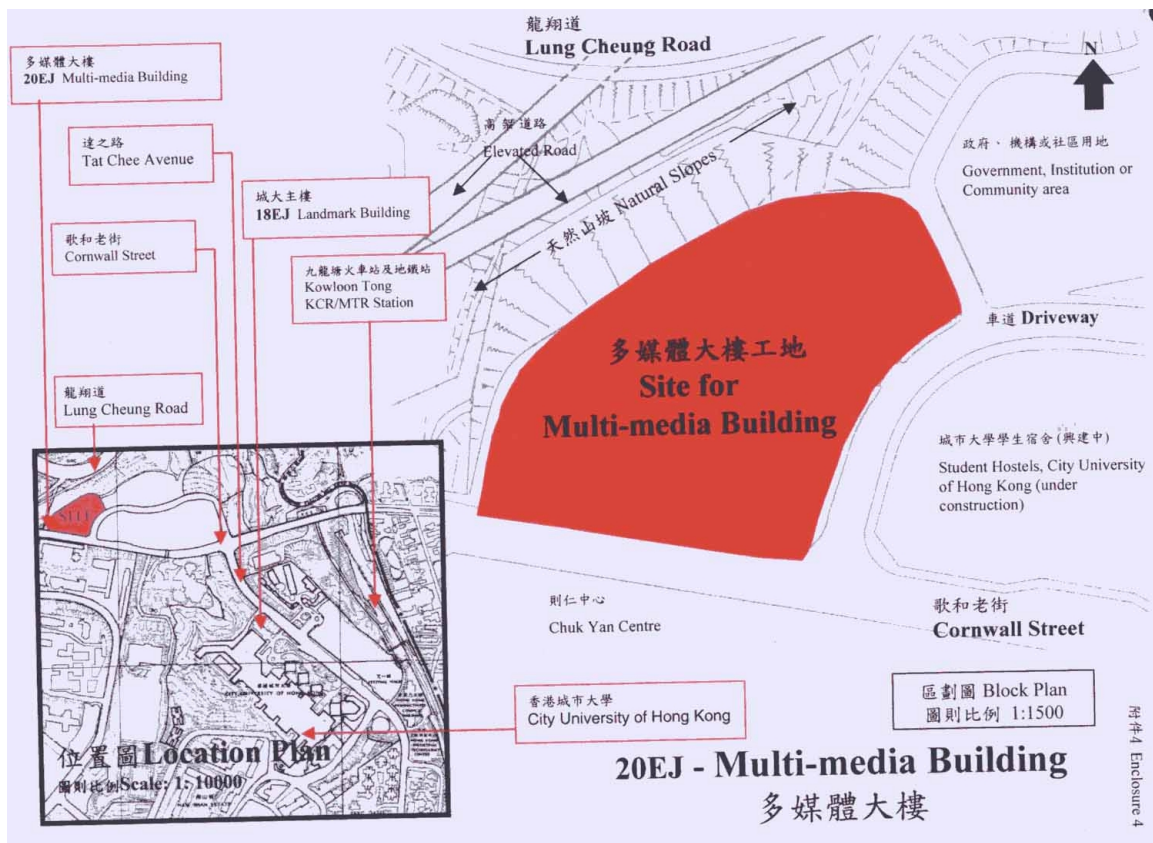 龍翔道
Lung Cheung Road
多媒體大樓
20EJ Multi-media Building
達之路
Tat Chee Avenue
歌和老街
Cornwall Street
城大主樓
18EJ Landmark Building
九龍塘火車站及地鐵站
Kowloon Tong
KCR/MTR Station
龍翔道
Lung Cheung Road
高架道路
Elevated Road
天然山坡 Natural Slopes
N
政府、機構或社區用地
Government, Institution or
Community area
車道 Driveway
多媒體大樓工地
Site for
Multi-media Building
城市大學學生宿舍(興建中)
Student Hostels, City University
of Hong Kong (under
construction)
則仁中心
Chuk Yan Centre
歌和老街
Cornwall Street
SITE
CITY UNIVERSITY OF HONG KONG
香港城市大學
City University of Hong Kong
位置圖 Location Plan
圖則比例 Scale: 1: 10000
區劃圖 Block Plan
圖則比例 1:1500
20EJ - Multi-media Building
多媒體大樓
附件4 Enclosure 4